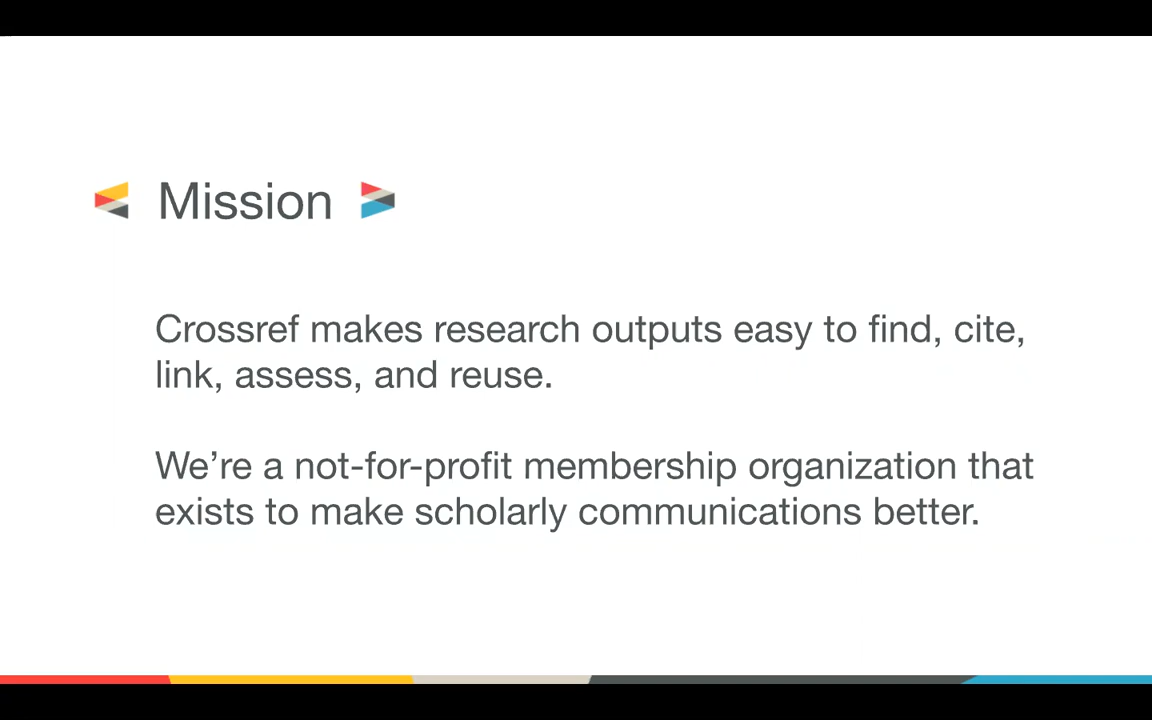 Mission
Crossref makes research outputs easy to find, cite,
link, assess, and reuse.
We’re a not-for-profit membership organization that
exists to make scholarly communications better.